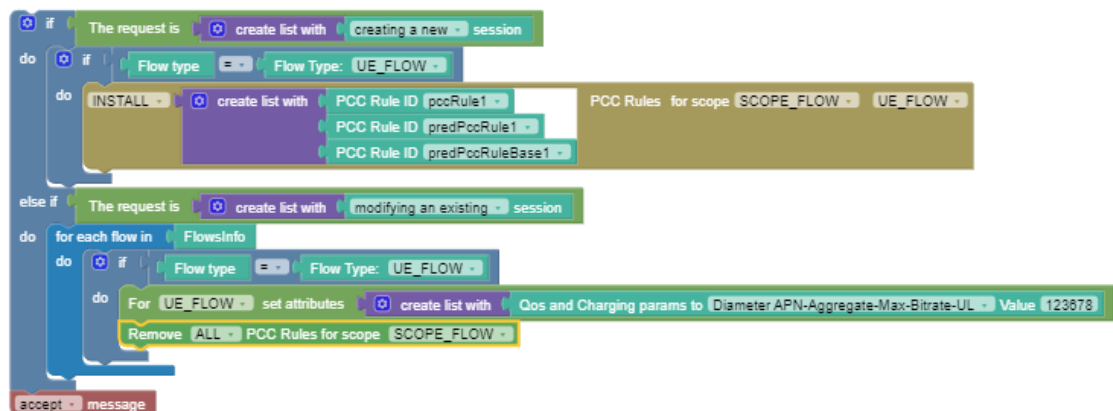 if The request is create list with creating a new session
do if Flow type = Flow Type: UE_FLOW
do INSTALL create list with PCC Rule ID pccRule1 PCC Rules for scope SCOPE_FLOW UE_FLOW
PCC Rule ID predPccRule1
PCC Rule ID predPccRuleBase1
else if The request is create list with modifying an existing session
do for each flow in FlowsInfo
do if Flow type = Flow Type: UE_FLOW
do For UE_FLOW set attributes create list with Qos and Charging params to Diameter APN-Aggregate-Max-Bitrate-UL Value 123678
Remove ALL PCC Rules for scope SCOPE_FLOW
accept message